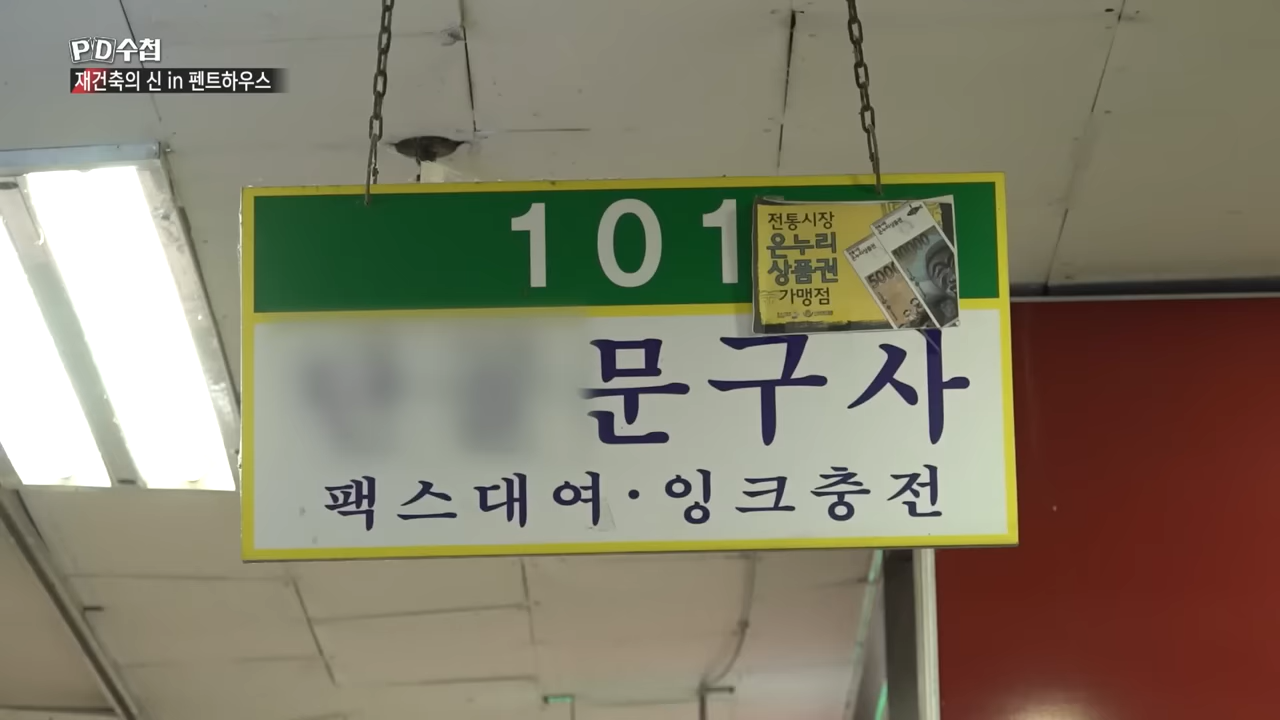 PD수첩
재건축의 신 in 펜트하우스
101
전통시장
온누리
상품권
가맹점
문구사
팩스대여·잉크충전